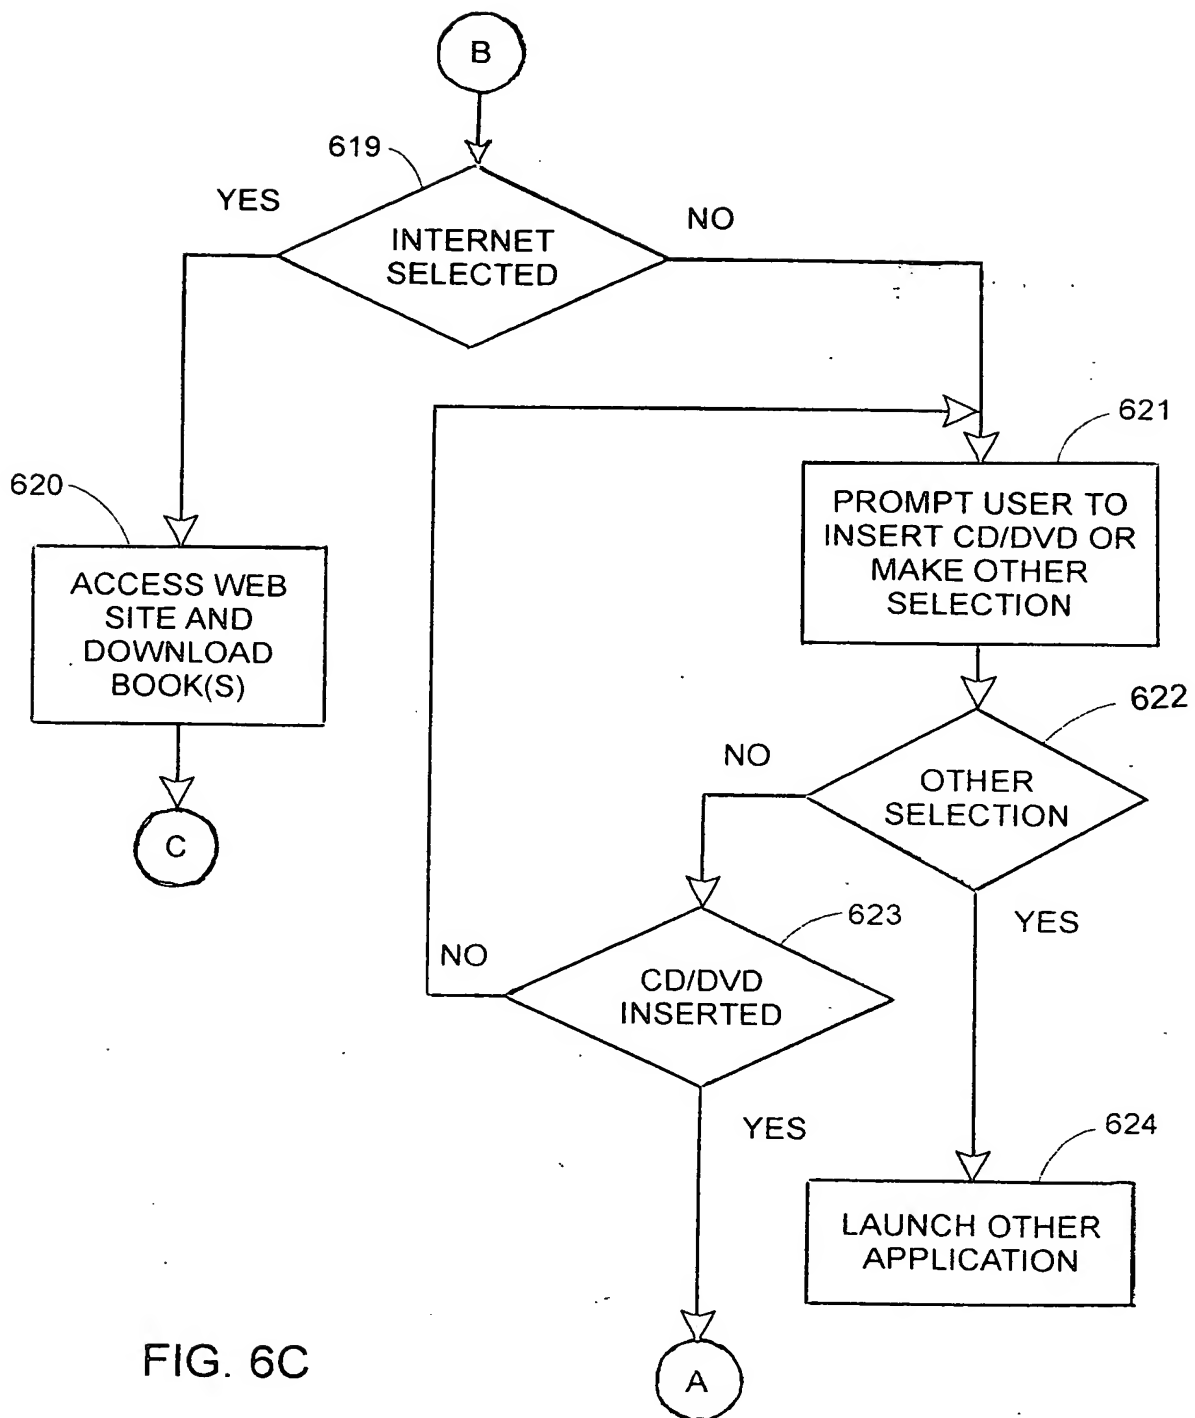 B
619
YES
NO
INTERNET
SELECTED
621
620
PROMPT USER TO
INSERT CD/DVD OR
MAKE OTHER
SELECTION
ACCESS WEB
SITE AND
DOWNLOAD
BOOK(S)
622
NO
OTHER
SELECTION
C
623
YES
NO
CD/DVD
INSERTED
YES
624
LAUNCH OTHER
APPLICATION
FIG. 6C
A